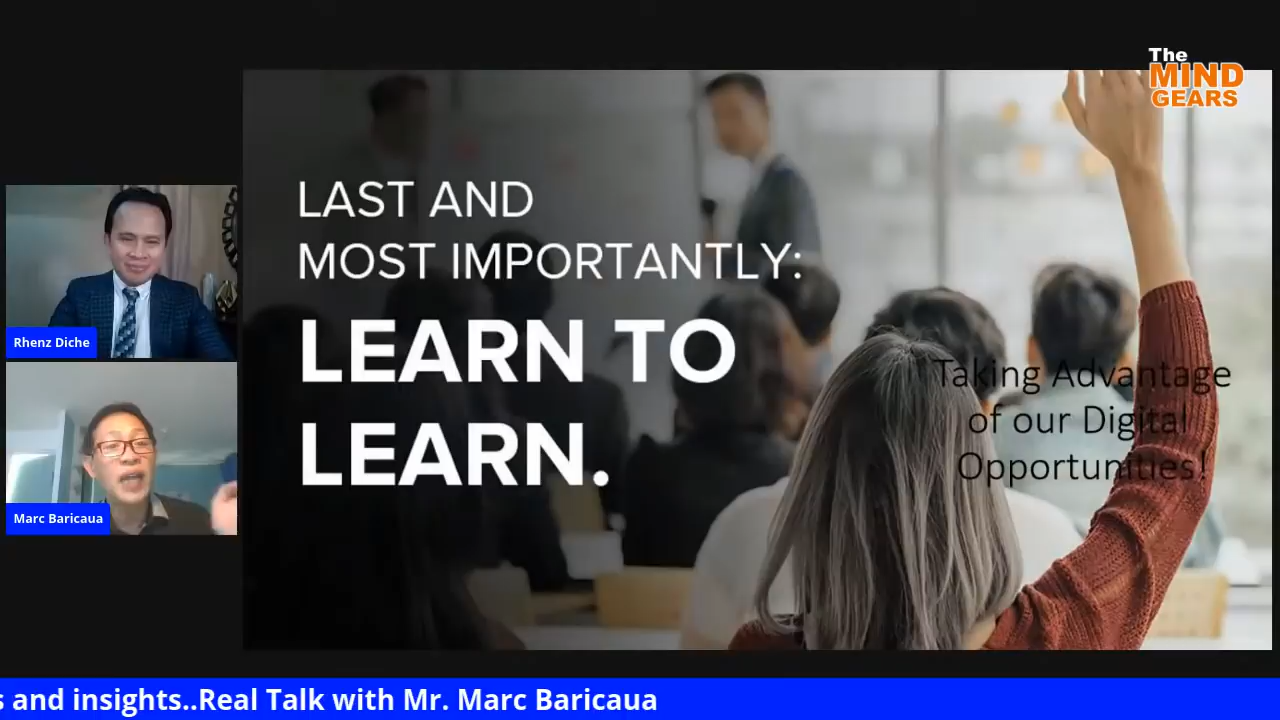 The
MIND
GEARS
LAST AND
MOST IMPORTANTLY:
LEARN TO
LEARN.
Taking Advantage
of our Digital
Opportunities!
Rhenz Diche
Marc Baricaua
s and insights..Real Talk with Mr. Marc Baricaua